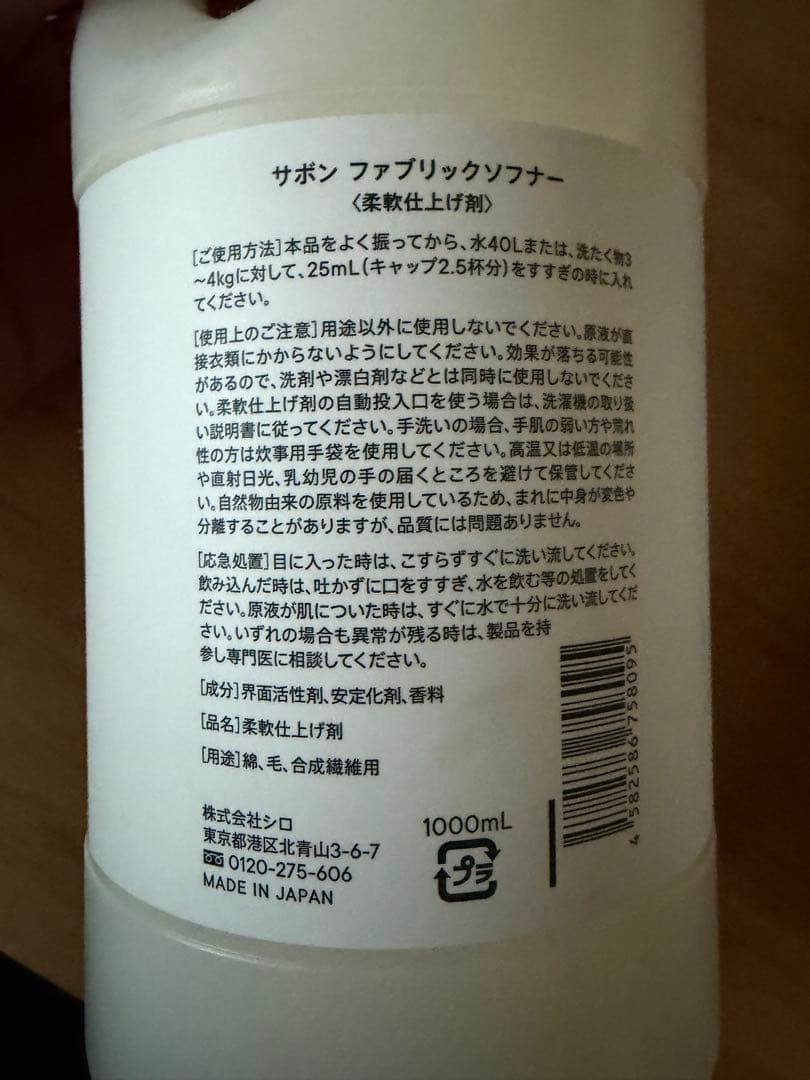 サボン ファブリックソフナー
〈柔軟仕上げ剤〉
[ご使用方法]本品をよく振ってから、水40Lまたは、洗たく物3
~4kgに対して、25mL(キャップ2.5杯分)をすすぎの時に入れ
てください。
[使用上のご注意]用途以外に使用しないでください。原液が直
接衣類にかからないようにしてください。効果が落ちる可能性
があるので、洗剤や漂白剤などとは同時に使用しないでくださ
い。柔軟仕上げ剤の自動投入口を使う場合は、洗濯機の取り扱
い説明書に従ってください。手洗いの場合、手肌の弱い方や荒れ
性の方は炊事用手袋を使用してください。高温又は低温の場所
や直射日光、乳幼児の手の届くところを避けて保管してくださ
い。自然物由来の原料を使用しているため、まれに中身が変色や
分離することがありますが、品質には問題ありません。
[応急処置]目に入った時は、こすらずすぐに洗い流してください。
飲み込んだ時は、吐かずに口をすすぎ、水を飲む等の処置をしてく
ださい。原液が肌についた時は、すぐに水で十分に洗い流してくだ
さい。いずれの場合も異常が残る時は、製品を持
参し専門医に相談してください。
[成分]界面活性剤、安定化剤、香料
[品名]柔軟仕上げ剤
[用途]綿、毛、合成繊維用
株式会社シロ
東京都港区北青山3-6-7
0120-275-606
MADE IN JAPAN
1000mL
プラ
4582586758095